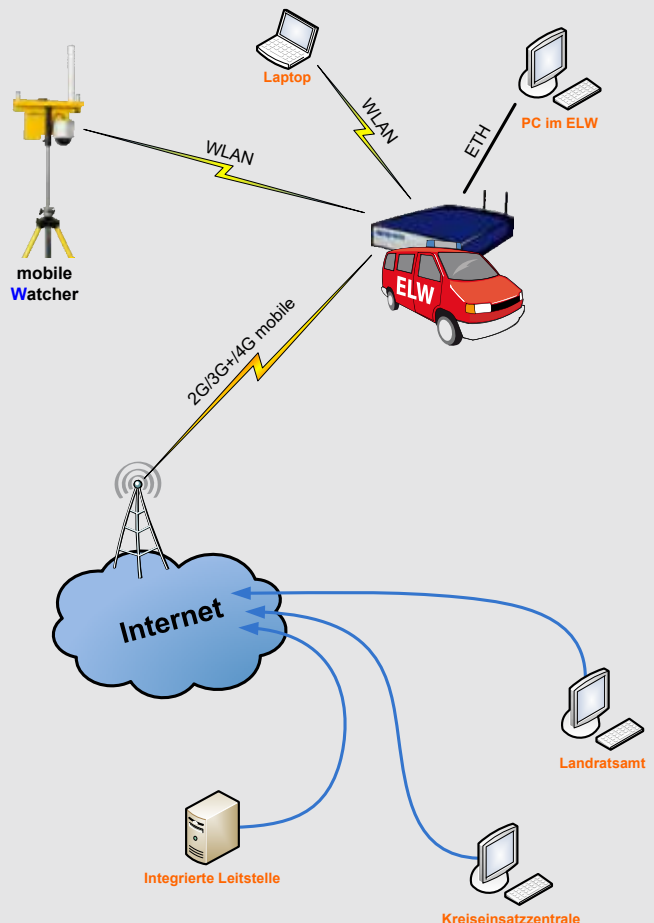 Laptop
PC im ELW
WLAN
WLAN
ETH
mobile
Watcher
ELW
2G/3G+/4G mobile
Internet
Landratsamt
Integrierte Leitstelle
Kreiseinsatzzentrale